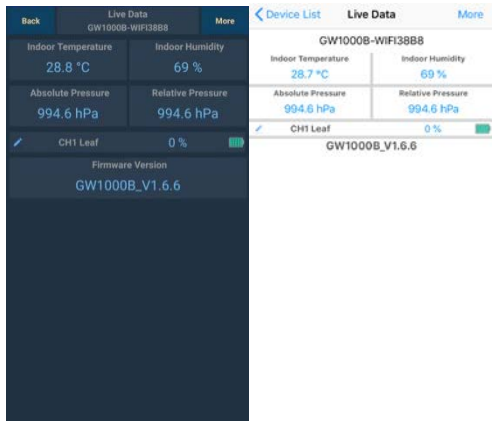 Back
Live Data
GW1000B-WIFI38B8
More
Indoor Temperature
Indoor Humidity
28.8 °C
69 %
Absolute Pressure
Relative Pressure
994.6 hPa
994.6 hPa
CH1 Leaf
0 %
Firmware Version
GW1000B_V1.6.6
Device List
Live Data
More
GW1000B-WIFI38B8
Indoor Temperature
Indoor Humidity
28.7 °C
69 %
Absolute Pressure
Relative Pressure
994.6 hPa
994.6 hPa
CH1 Leaf
0 %
GW1000B_V1.6.6